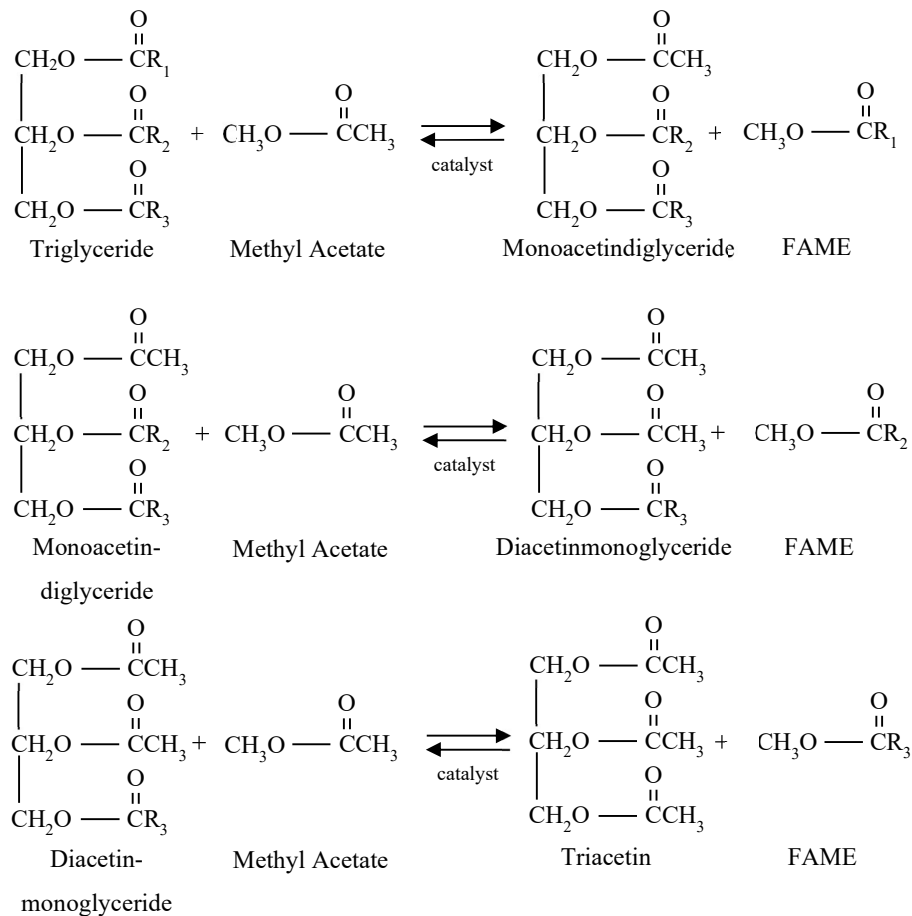 O O
CH₂O CR₁ CH₂O CCH₃
O O O O
CH₂O CR₂ + CH₃O CCH₃ CH₂O CR₂ + CH₃O CR₁
O catalyst O
CH₂O CR₃ CH₂O CR₃
Triglyceride Methyl Acetate Monoacetindiglyceride FAME
O O
CH₂O CCH₃ CH₂O CCH₃
O O O O
CH₂O CR₂ + CH₃O CCH₃ CH₂O CCH₃ + CH₃O CR₂
O catalyst O
CH₂O CR₃ CH₂O CR₃
Monoacetin- Methyl Acetate Diacetinmonoglyceride FAME
diglyceride
O O
CH₂O CCH₃ CH₂O CCH₃
O O O O
CH₂O CCH₃ + CH₃O CCH₃ CH₂O CCH₃ + CH₃O CR₃
O catalyst O
CH₂O CR₃ CH₂O CCH₃
Diacetin- Methyl Acetate Triacetin FAME
monoglyceride